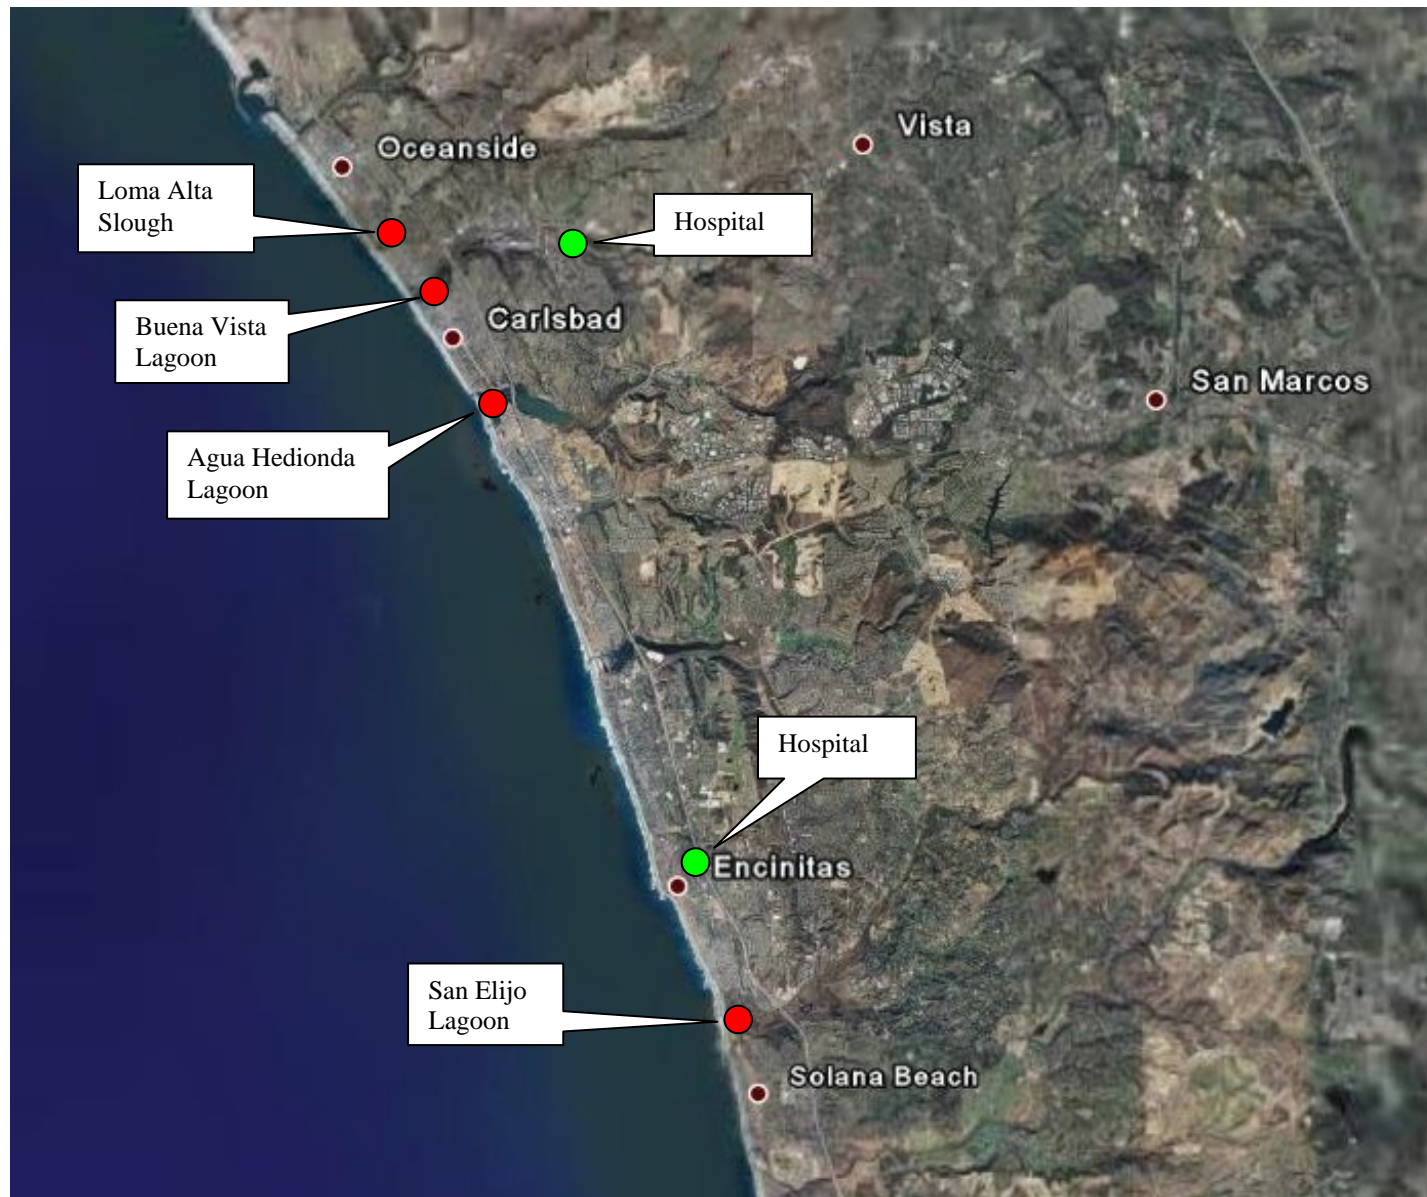 Vista
Oceanside
Loma Alta
Slough
Hospital
Buena Vista
Lagoon
Carlsbad
San Marcos
Agua Hedionda
Lagoon
Hospital
Encinitas
San Elijo
Lagoon
Solana Beach